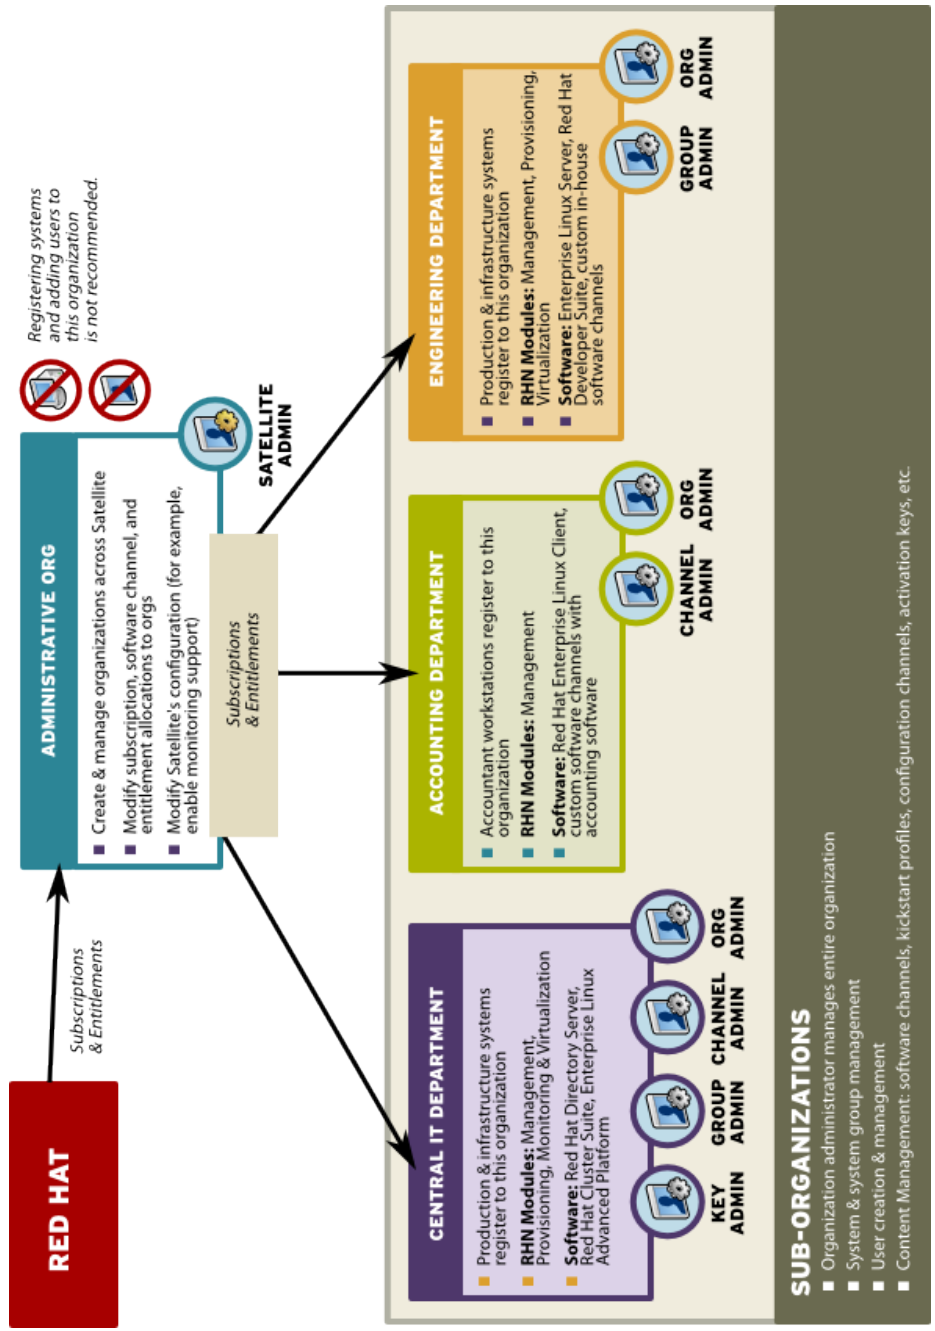 RED HAT
Subscriptions
& Entitlements
ADMINISTRATIVE ORG
Create & manage organizations across Satellite
Modify subscription, software channel, and
entitlement allocations to orgs
Modify Satellite's configuration (for example,
enable monitoring support)
SATELLITE
ADMIN
Registering systems
and adding users to
this organization
is not recommended.
Subscriptions
& Entitlements
CENTRAL IT DEPARTMENT
Production & infrastructure systems
register to this organization
RHN Modules: Management,
Provisioning, Monitoring & Virtualization
Software: Red Hat Directory Server,
Red Hat Cluster Suite, Enterprise Linux
Advanced Platform
KEY
ADMIN
GROUP
ADMIN
CHANNEL
ADMIN
ORG
ADMIN
ACCOUNTING DEPARTMENT
Accountant workstations register to this
organization
RHN Modules: Management
Software: Red Hat Enterprise Linux Client,
custom software channels with
accounting software
CHANNEL
ADMIN
ORG
ADMIN
ENGINEERING DEPARTMENT
Production & infrastructure systems
register to this organization
RHN Modules: Management, Provisioning,
Virtualization
Software: Enterprise Linux Server, Red Hat
Developer Suite, custom in-house
software channels
GROUP
ADMIN
ORG
ADMIN
SUB-ORGANIZATIONS
Organization administrator manages entire organization
System & system group management
User creation & management
Content Management: software channels, kickstart profiles, configuration channels, activation keys, etc.